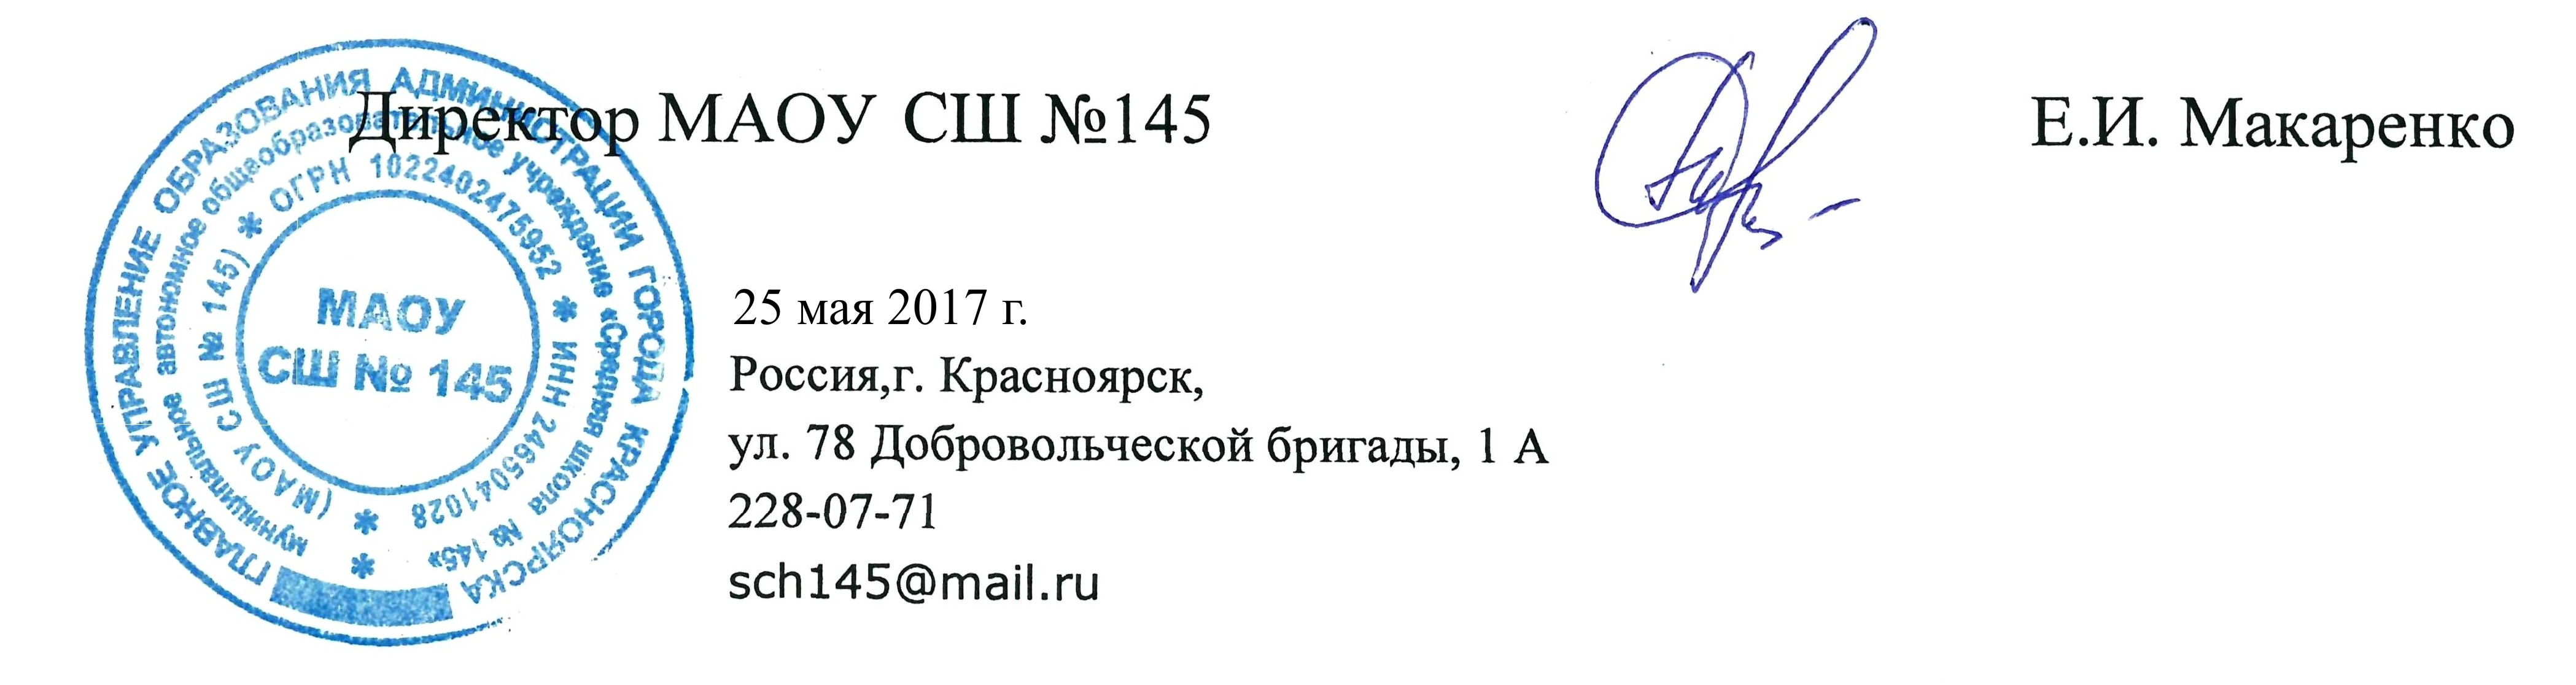 Директор МАОУ СШ №145 Е.И. Макаренко
25 мая 2017 г.
Россия,г. Красноярск,
ул. 78 Добровольческой бригады, 1 А
228-07-71
sch145@mail.ru
ГЛАВНОЕ УПРАВЛЕНИЕ ОБРАЗОВАНИЯ АДМИНИСТРАЦИИ ГОРОДА КРАСНОЯРСКА
муниципальное автономное общеобразовательное учреждение «Средняя школа № 145»
(МАОУ СШ № 145) * ОГРН 1022402475952 * ИНН 2465041028 *
МАОУ
СШ № 145